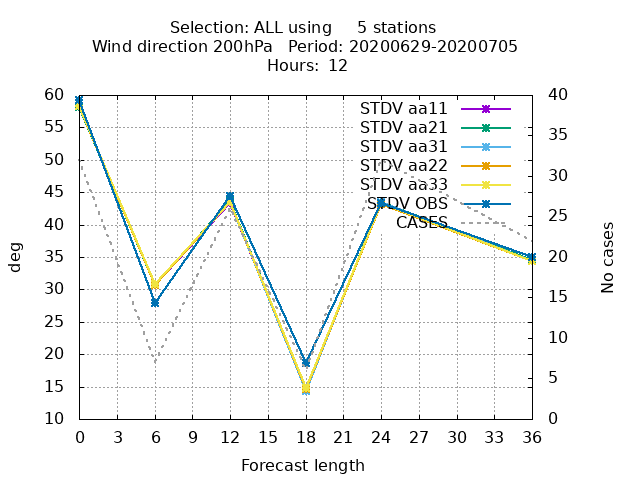 Selection: ALL using     5 stations
Wind direction 200hPa   Period: 20200629-20200705
Hours: 12
60
55
50
45
40
35
30
25
20
15
10
40
35
30
25
20
15
10
5
0
STDV aa11
STDV aa21
STDV aa31
STDV aa22
STDV aa33
STDV OBS
CASES
deg
No cases
0 3 6 9 12 15 18 21 24 27 30 33 36
Forecast length